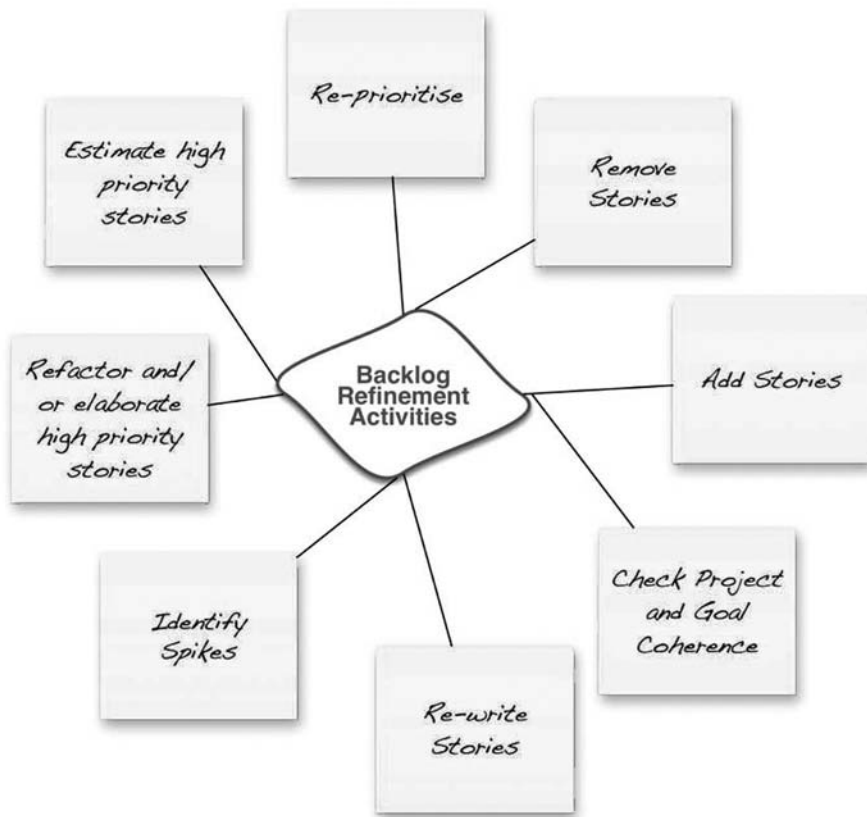 Re-prioritise
Estimate high
priority
stories
Remove
Stories
Refactor and/
or elaborate
high priority
stories
Backlog
Refinement
Activities
Add Stories
Identify
Spikes
Check Project
and Goal
Coherence
Re-write
Stories